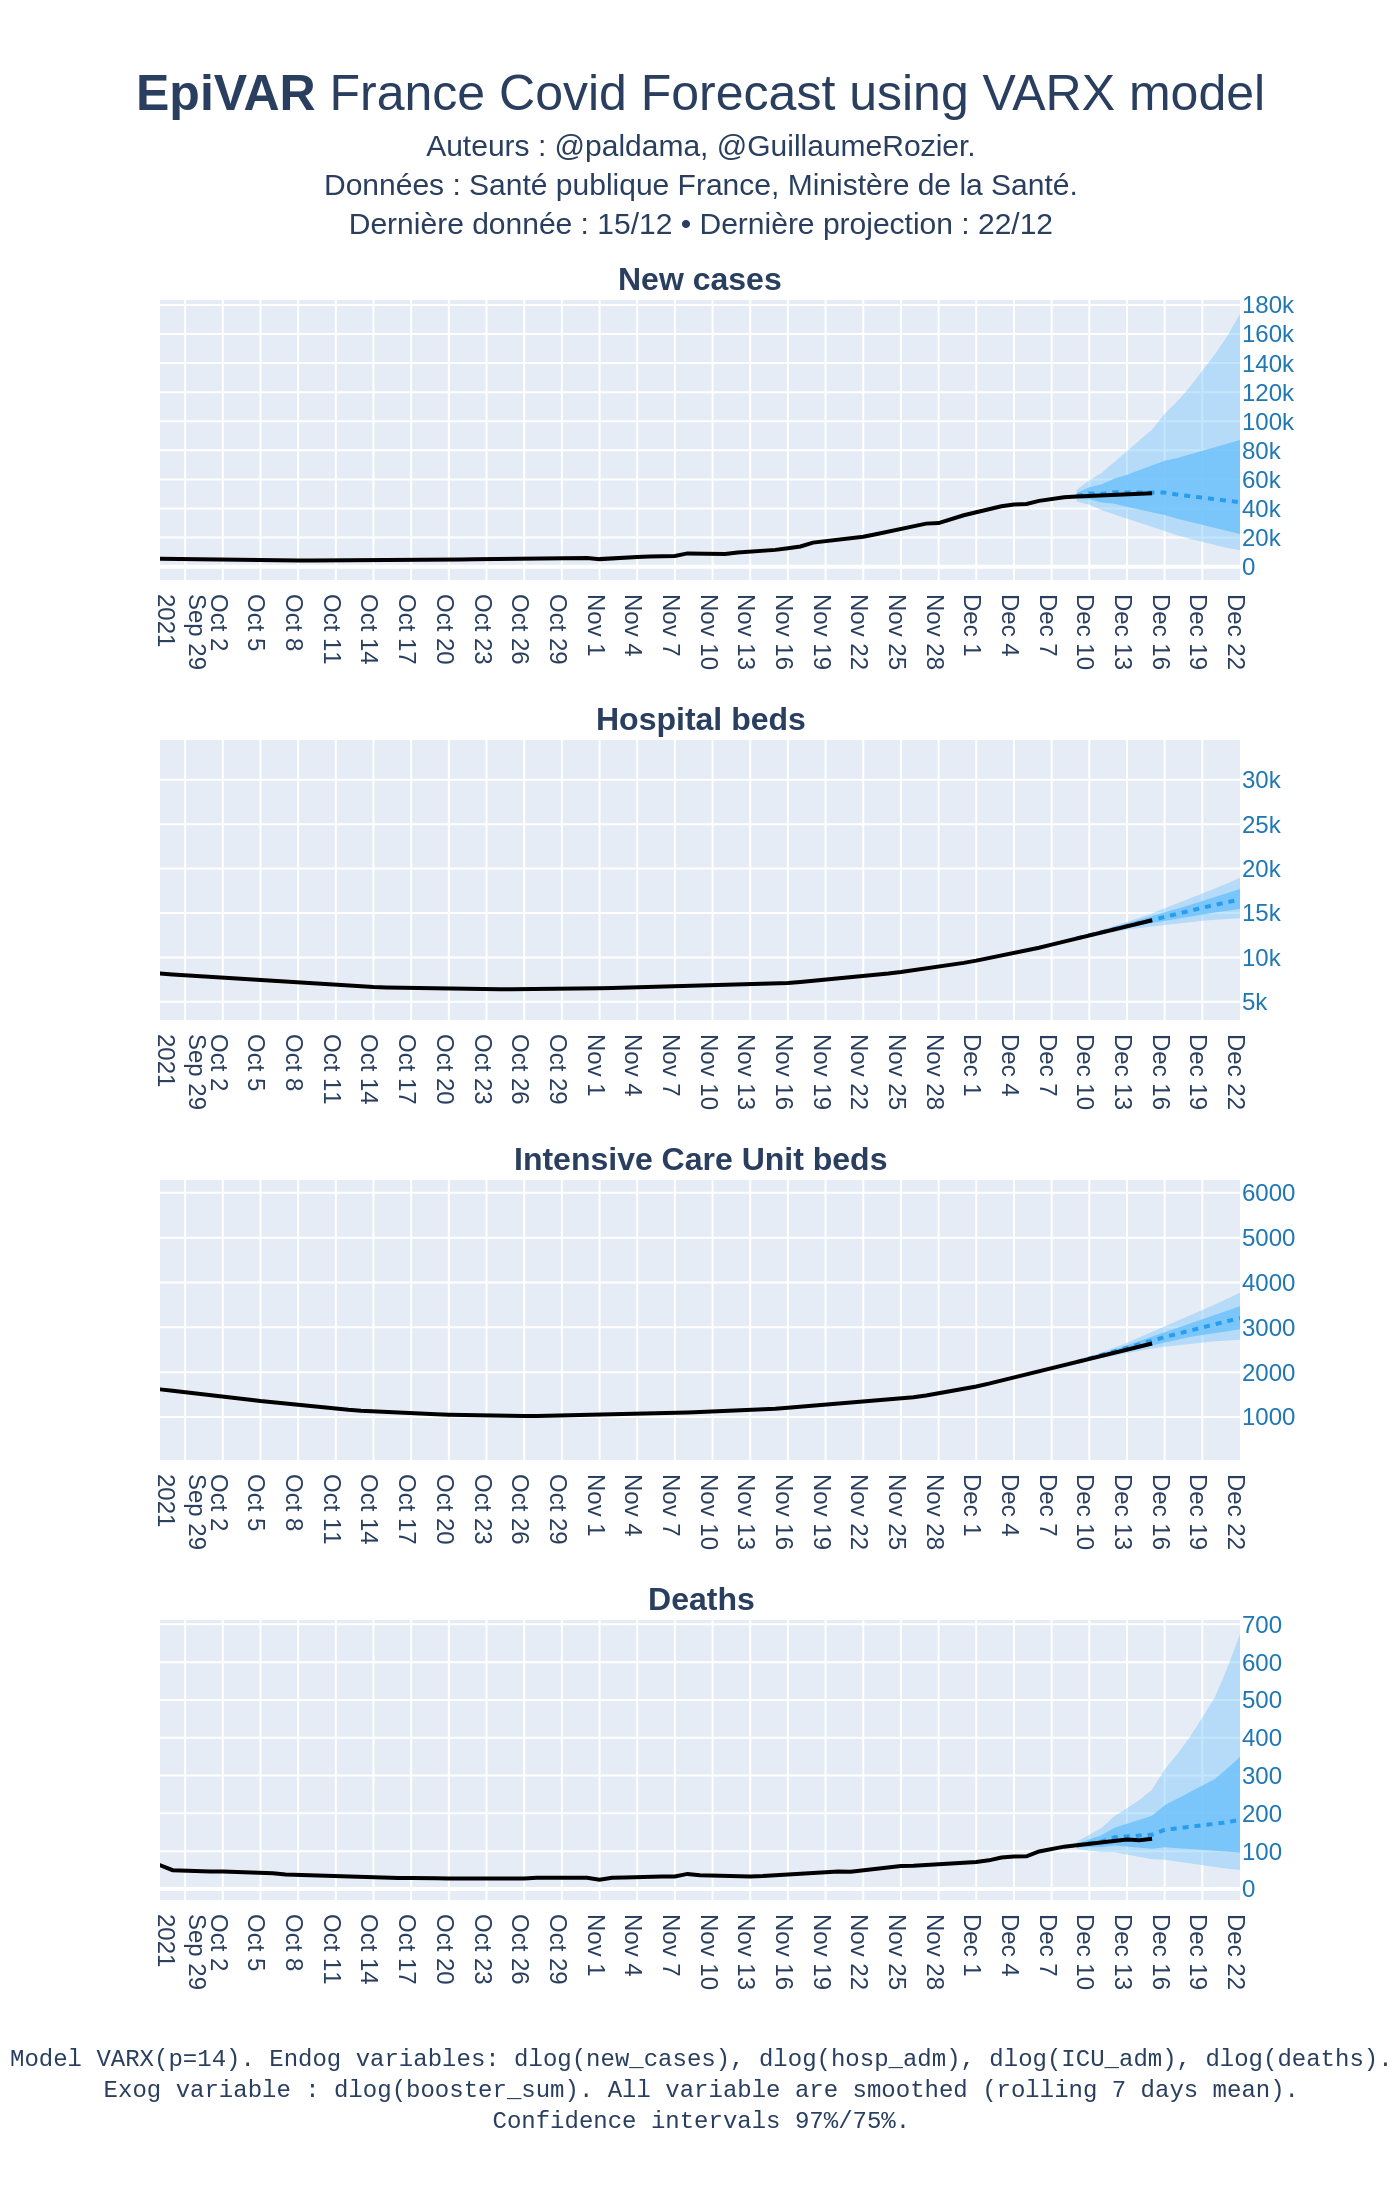 EpiVAR France Covid Forecast using VARX model
Auteurs : @paldama, @GuillaumeRozier.
Données : Santé publique France, Ministère de la Santé.
Dernière donnée : 15/12 • Dernière projection : 22/12
New cases
180k
160k
140k
120k
100k
80k
60k
40k
20k
0
2021 Sep 29 Oct 2 Oct 5 Oct 8 Oct 11 Oct 14 Oct 17 Oct 20 Oct 23 Oct 26 Oct 29 Nov 1 Nov 4 Nov 7 Nov 10 Nov 13 Nov 16 Nov 19 Nov 22 Nov 25 Nov 28 Dec 1 Dec 4 Dec 7 Dec 10 Dec 13 Dec 16 Dec 19 Dec 22
Hospital beds
30k
25k
20k
15k
10k
5k
2021 Sep 29 Oct 2 Oct 5 Oct 8 Oct 11 Oct 14 Oct 17 Oct 20 Oct 23 Oct 26 Oct 29 Nov 1 Nov 4 Nov 7 Nov 10 Nov 13 Nov 16 Nov 19 Nov 22 Nov 25 Nov 28 Dec 1 Dec 4 Dec 7 Dec 10 Dec 13 Dec 16 Dec 19 Dec 22
Intensive Care Unit beds
6000
5000
4000
3000
2000
1000
2021 Sep 29 Oct 2 Oct 5 Oct 8 Oct 11 Oct 14 Oct 17 Oct 20 Oct 23 Oct 26 Oct 29 Nov 1 Nov 4 Nov 7 Nov 10 Nov 13 Nov 16 Nov 19 Nov 22 Nov 25 Nov 28 Dec 1 Dec 4 Dec 7 Dec 10 Dec 13 Dec 16 Dec 19 Dec 22
Deaths
700
600
500
400
300
200
100
0
2021 Sep 29 Oct 2 Oct 5 Oct 8 Oct 11 Oct 14 Oct 17 Oct 20 Oct 23 Oct 26 Oct 29 Nov 1 Nov 4 Nov 7 Nov 10 Nov 13 Nov 16 Nov 19 Nov 22 Nov 25 Nov 28 Dec 1 Dec 4 Dec 7 Dec 10 Dec 13 Dec 16 Dec 19 Dec 22
Model VARX(p=14). Endog variables: dlog(new_cases), dlog(hosp_adm), dlog(ICU_adm), dlog(deaths).
Exog variable : dlog(booster_sum). All variable are smoothed (rolling 7 days mean).
Confidence intervals 97%/75%.